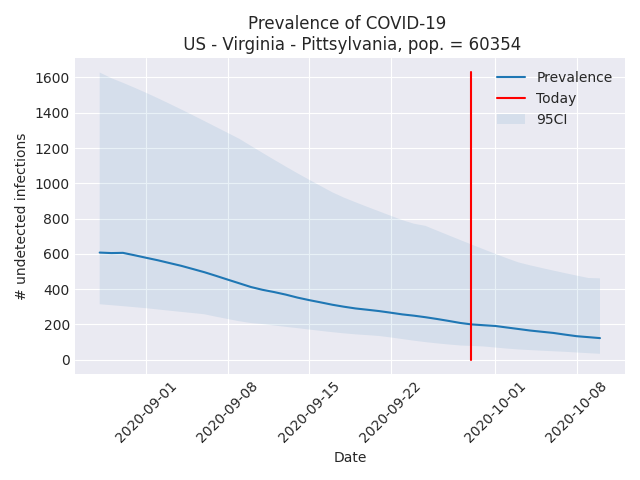 Prevalence of COVID-19
US - Virginia - Pittsylvania, pop. = 60354
Prevalence
Today
95CI
# undetected infections
1600
1400
1200
1000
800
600
400
200
0
2020-09-01
2020-09-08
2020-09-15
2020-09-22
2020-10-01
2020-10-08
Date